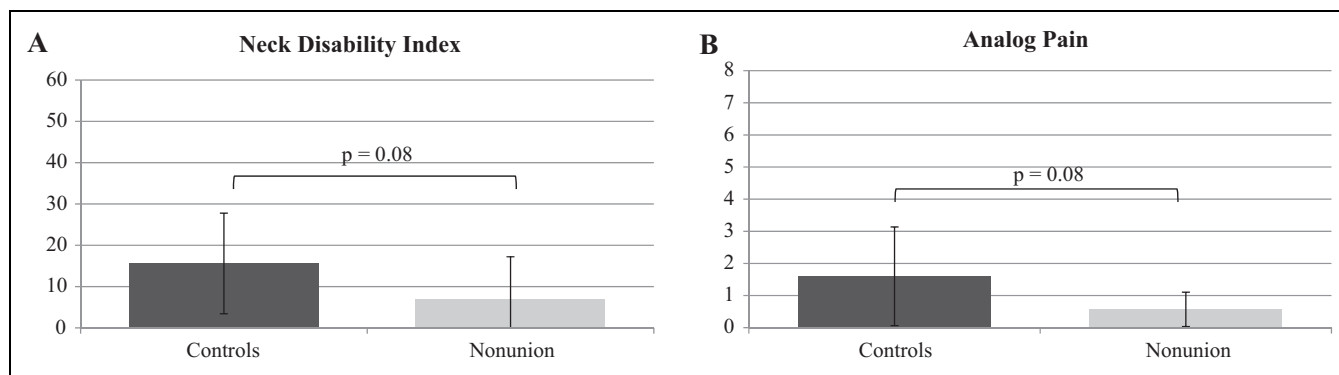 A
Neck Disability Index
60
50
40
30
20
10
0
p = 0.08
Controls
Nonunion
B
Analog Pain
8
7
6
5
4
3
2
1
0
p = 0.08
Controls
Nonunion